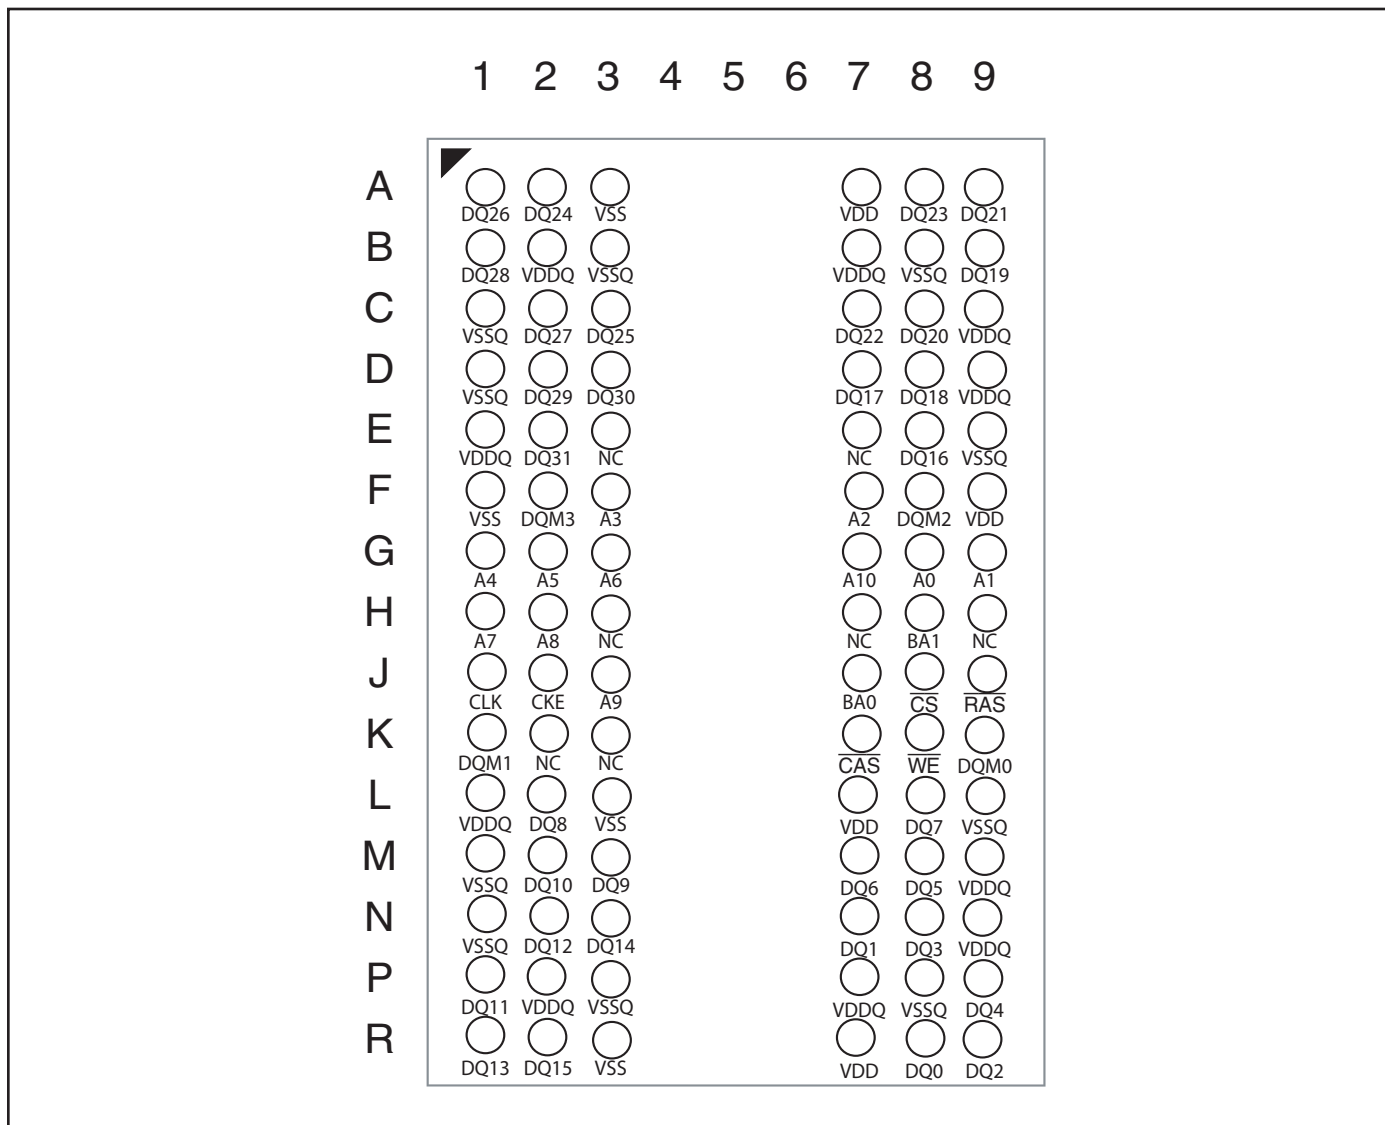 1 2 3 4 5 6 7 8 9
A
DQ26 DQ24 VSS VDD DQ23 DQ21
B
DQ28 VDDQ VSSQ VDDQ VSSQ DQ19
C
VSSQ DQ27 DQ25 DQ22 DQ20 VDDQ
D
VSSQ DQ29 DQ30 DQ17 DQ18 VDDQ
E
VDDQ DQ31 NC NC DQ16 VSSQ
F
VSS DQM3 A3 A2 DQM2 VDD
G
A4 A5 A6 A10 A0 A1
H
A7 A8 NC NC BA1 NC
J
CLK CKE A9 BA0 C̅S̅ R̅A̅S̅
K
DQM1 NC NC C̅A̅S̅ W̅E̅ DQM0
L
VDDQ DQ8 VSS VDD DQ7 VSSQ
M
VSSQ DQ10 DQ9 DQ6 DQ5 VDDQ
N
VSSQ DQ12 DQ14 DQ1 DQ3 VDDQ
P
DQ11 VDDQ VSSQ VDDQ VSSQ DQ4
R
DQ13 DQ15 VSS VDD DQ0 DQ2